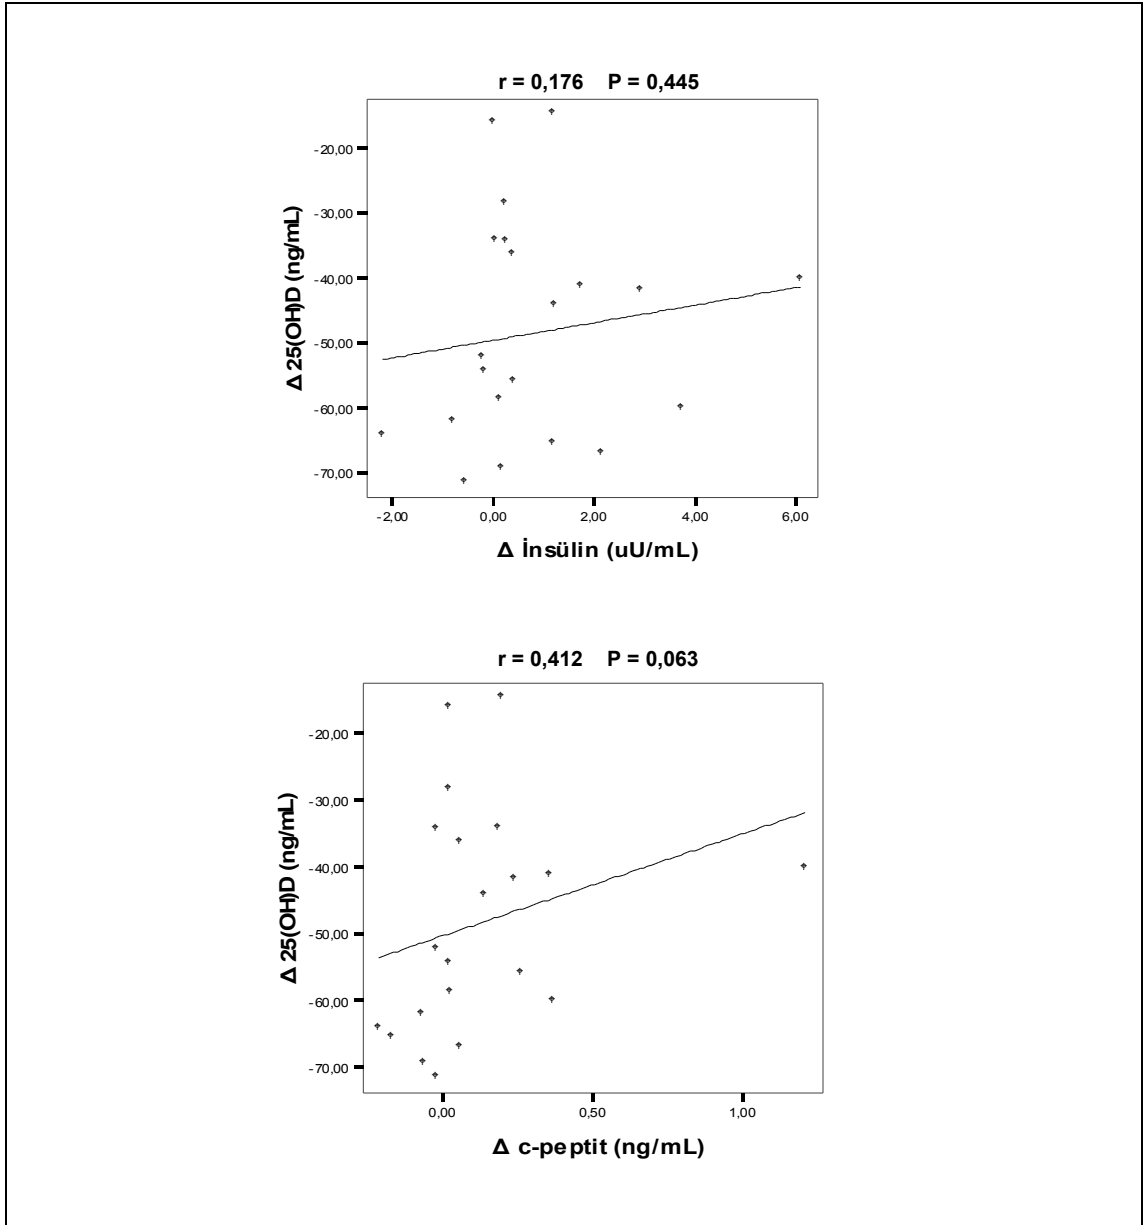 r = 0,176 P = 0,445
-20,00
-30,00
-40,00
-50,00
-60,00
-70,00
Δ 25(OH)D (ng/mL)
-2,00 0,00 2,00 4,00 6,00
Δ İnsülin (uU/mL)
r = 0,412 P = 0,063
-20,00
-30,00
-40,00
-50,00
-60,00
-70,00
Δ 25(OH)D (ng/mL)
0,00 0,50 1,00
Δ c-peptit (ng/mL)